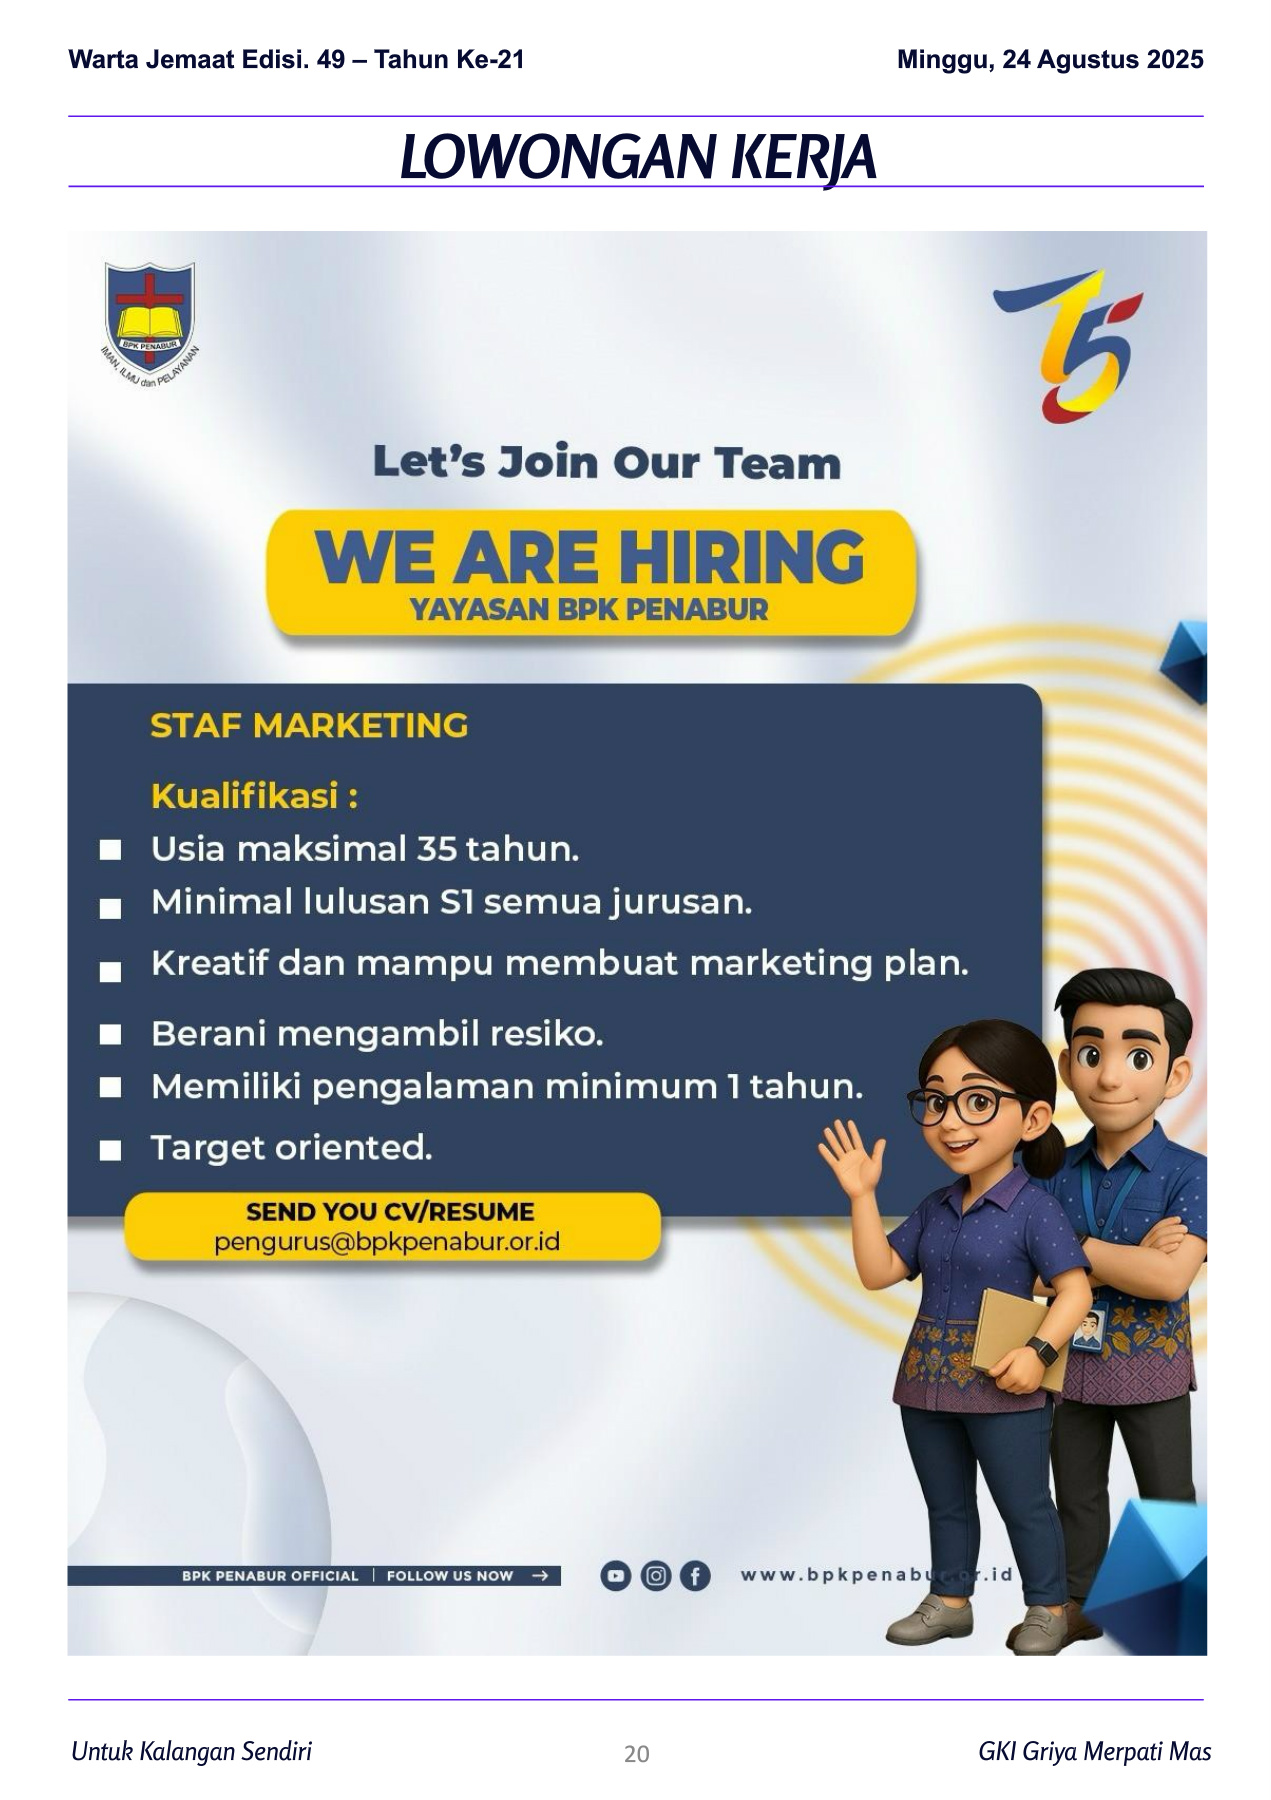 Warta Jemaat Edisi. 49 – Tahun Ke-21
Minggu, 24 Agustus 2025
LOWONGAN KERJA
BPK PENABUR
IMAN, ILMU dan PELAYANAN
75
Let's Join Our Team
WE ARE HIRING
YAYASAN BPK PENABUR
STAF MARKETING
Kualifikasi :
Usia maksimal 35 tahun.
Minimal lulusan S1 semua jurusan.
Kreatif dan mampu membuat marketing plan.
Berani mengambil resiko.
Memiliki pengalaman minimum 1 tahun.
Target oriented.
SEND YOU CV/RESUME
pengurus@bpkpenabur.or.id
BPK PENABUR OFFICIAL | FOLLOW US NOW →
www.bpkpenabur.or.id
Untuk Kalangan Sendiri
20
GKI Griya Merpati Mas